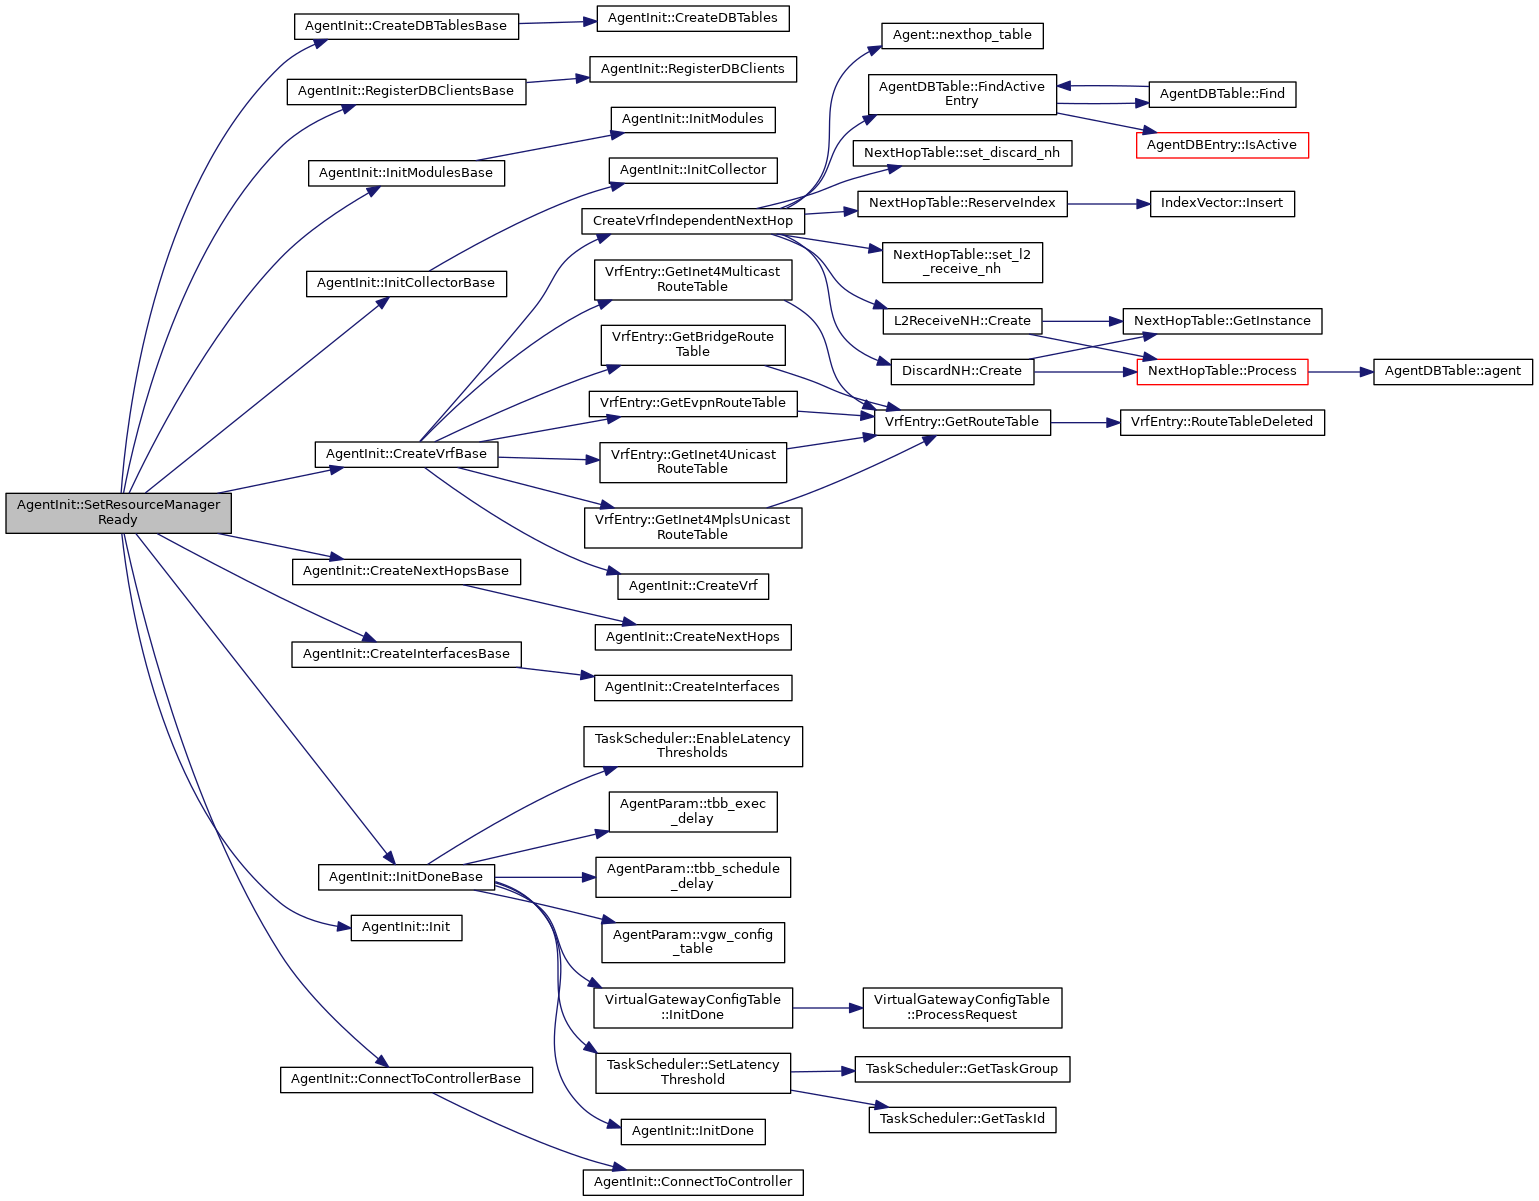 AgentInit::SetResourceManager
Ready
AgentInit::CreateDBTablesBase
AgentInit::RegisterDBClientsBase
AgentInit::InitModulesBase
AgentInit::InitCollectorBase
AgentInit::CreateVrfBase
AgentInit::CreateNextHopsBase
AgentInit::CreateInterfacesBase
AgentInit::InitDoneBase
AgentInit::Init
AgentInit::ConnectToControllerBase
AgentInit::CreateDBTables
AgentInit::RegisterDBClients
AgentInit::InitModules
AgentInit::InitCollector
CreateVrfIndependentNextHop
VrfEntry::GetInet4Multicast
RouteTable
VrfEntry::GetBridgeRoute
Table
VrfEntry::GetEvpnRouteTable
VrfEntry::GetInet4Unicast
RouteTable
VrfEntry::GetInet4MplsUnicast
RouteTable
AgentInit::CreateVrf
AgentInit::CreateNextHops
AgentInit::CreateInterfaces
TaskScheduler::EnableLatency
Thresholds
AgentParam::tbb_exec
_delay
AgentParam::tbb_schedule
_delay
AgentParam::vgw_config
_table
VirtualGatewayConfigTable
::InitDone
TaskScheduler::SetLatency
Threshold
AgentInit::InitDone
AgentInit::ConnectToController
Agent::nexthop_table
AgentDBTable::FindActive
Entry
NextHopTable::set_discard_nh
NextHopTable::ReserveIndex
NextHopTable::set_l2
_receive_nh
L2ReceiveNH::Create
DiscardNH::Create
VrfEntry::GetRouteTable
VirtualGatewayConfigTable
::ProcessRequest
TaskScheduler::GetTaskGroup
TaskScheduler::GetTaskId
AgentDBTable::Find
AgentDBEntry::IsActive
IndexVector::Insert
NextHopTable::GetInstance
NextHopTable::Process
VrfEntry::RouteTableDeleted
AgentDBTable::agent